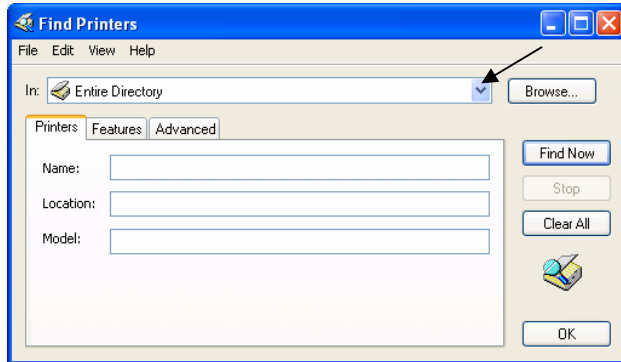 Find Printers
File Edit View Help
In: Entire Directory Browse...
Printers Features Advanced
Find Now
Name:
Stop
Location:
Clear All
Model:
OK